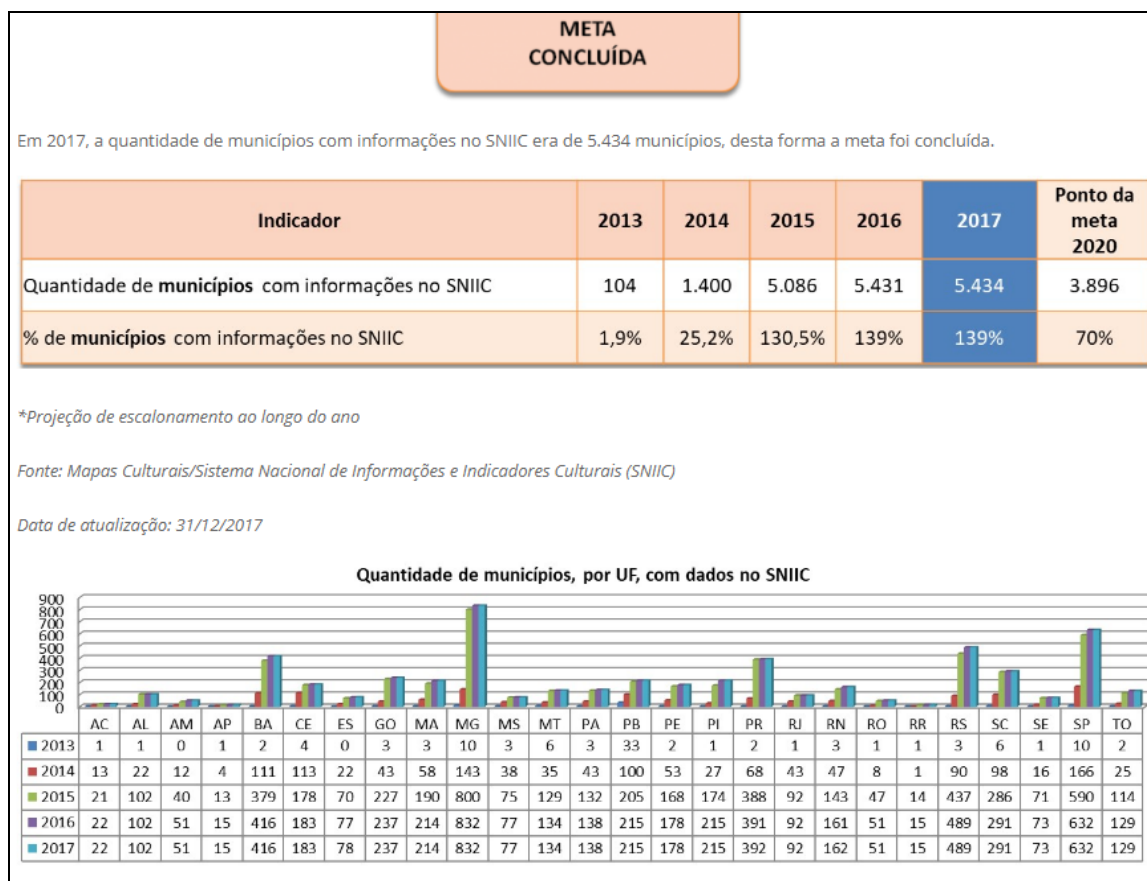 META
CONCLUÍDA
Em 2017, a quantidade de municípios com informações no SNIIC era de 5.434 municípios, desta forma a meta foi concluída.
Indicador 2013 2014 2015 2016 2017 Ponto da meta 2020
Quantidade de municípios com informações no SNIIC 104 1.400 5.086 5.431 5.434 3.896
% de municípios com informações no SNIIC 1,9% 25,2% 130,5% 139% 139% 70%
*Projeção de escalonamento ao longo do ano
Fonte: Mapas Culturais/Sistema Nacional de Informações e Indicadores Culturais (SNIIC)
Data de atualização: 31/12/2017
Quantidade de municípios, por UF, com dados no SNIIC
900
800
700
600
500
400
300
200
100
0
AC AL AM AP BA CE ES GO MA MG MS MT PA PB PE PI PR RJ RN RO RR RS SC SE SP TO
2013 1 1 0 1 2 4 0 3 3 10 3 6 3 33 2 1 2 1 3 1 1 3 6 1 10 2
2014 13 22 12 4 111 113 22 43 58 143 38 35 43 100 53 27 68 43 47 8 1 90 98 16 166 25
2015 21 102 40 13 379 178 70 227 190 800 75 129 132 205 168 174 388 92 143 47 14 437 286 71 590 114
2016 22 102 51 15 416 183 77 237 214 832 77 134 138 215 178 215 391 92 161 51 15 489 291 73 632 129
2017 22 102 51 15 416 183 78 237 214 832 77 134 138 215 178 215 392 92 162 51 15 489 291 73 632 129